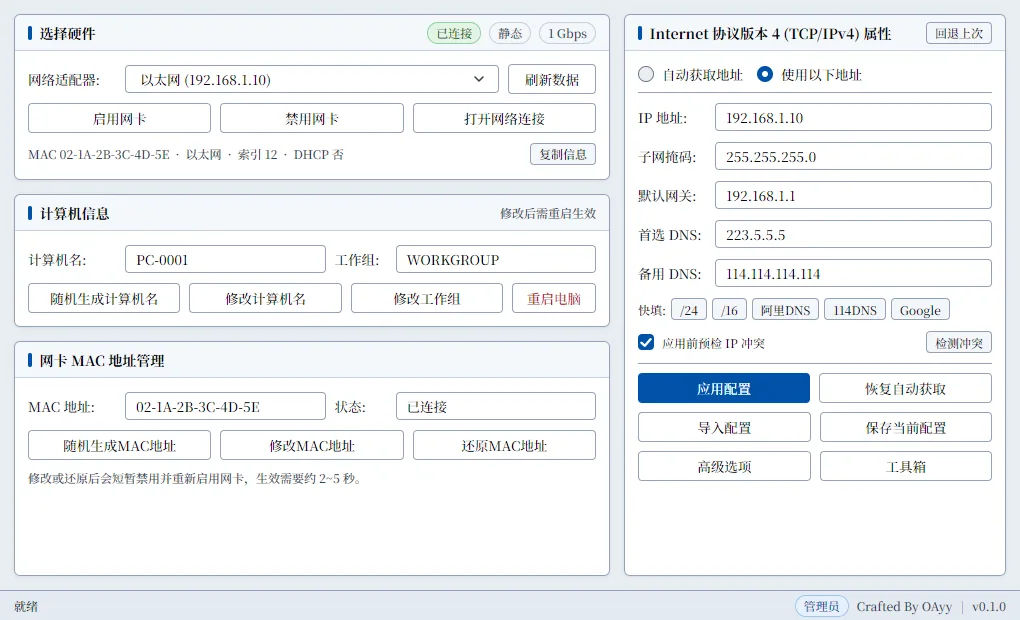 选择硬件 已连接 静态 1 Gbps
网络适配器: 以太网 (192.168.1.10) 刷新数据
启用网卡 禁用网卡 打开网络连接
MAC 02-1A-2B-3C-4D-5E · 以太网 · 索引 12 · DHCP 否 复制信息
计算机信息 修改后需重启生效
计算机名: PC-0001 工作组: WORKGROUP
随机生成计算机名 修改计算机名 修改工作组 重启电脑
网卡 MAC 地址管理
MAC 地址: 02-1A-2B-3C-4D-5E 状态: 已连接
随机生成MAC地址 修改MAC地址 还原MAC地址
修改或还原后会短暂禁用并重新启用网卡，生效需要约 2~5 秒。
Internet 协议版本 4 (TCP/IPv4) 属性 回退上次
自动获取地址 使用以下地址
IP 地址: 192.168.1.10
子网掩码: 255.255.255.0
默认网关: 192.168.1.1
首选 DNS: 223.5.5.5
备用 DNS: 114.114.114.114
快填: /24 /16 阿里DNS 114DNS Google
应用前预检 IP 冲突 检测冲突
应用配置 恢复自动获取
导入配置 保存当前配置
高级选项 工具箱
就绪 管理员 Crafted By OAyy | v0.1.0